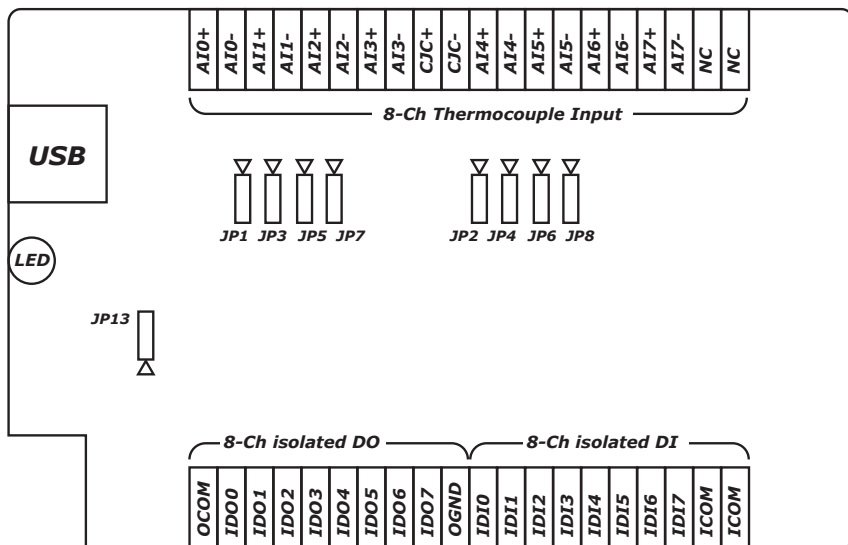 AI0+ AI0- AI1+ AI1- AI2+ AI2- AI3+ AI3- CJC+ CJC- AI4+ AI4- AI5+ AI5- AI6+ AI6- AI7+ AI7- NC NC
8-Ch Thermocouple Input
USB
JP1 JP3 JP5 JP7 JP2 JP4 JP6 JP8
LED
JP13
8-Ch isolated DO 8-Ch isolated DI
OCOM IDO0 IDO1 IDO2 IDO3 IDO4 IDO5 IDO6 IDO7 OGND IDI0 IDI1 IDI2 IDI3 IDI4 IDI5 IDI6 IDI7 ICOM ICOM